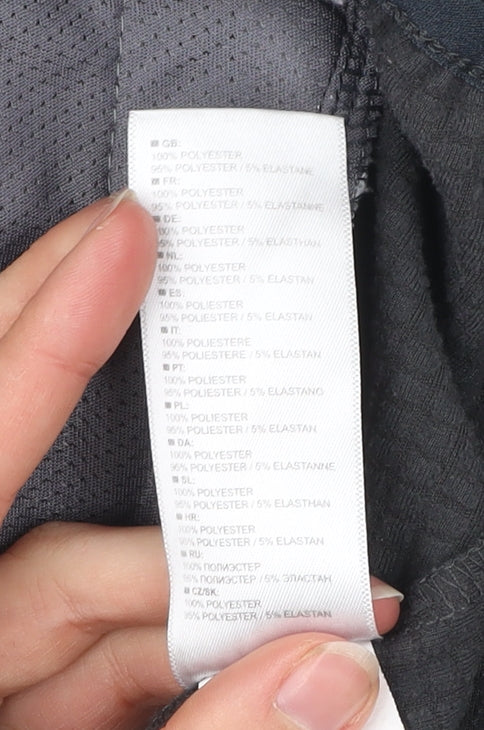 GB:
100% POLYESTER
95% POLYESTER / 5% ELASTANE
FR:
100% POLYESTER
95% POLYESTER / 5% ELASTANNE
DE:
100% POLYESTER
95% POLYESTER / 5% ELASTHAN
NL:
100% POLYESTER
95% POLYESTER / 5% ELASTAN
ES:
100% POLIESTER
95% POLIESTER / 5% ELASTAN
IT:
100% POLIESTERE
95% POLIESTERE / 5% ELASTAN
PT:
100% POLIESTER
95% POLIESTER / 5% ELASTANO
PL:
100% POLIESTER
95% POLYESTER / 5% ELASTAN
DA:
100% POLYESTER
95% POLYESTER / 5% ELASTANNE
SL:
100% POLYESTER
95% POLYESTER / 5% ELASTHAN
HR:
100% POLYESTER
95% POLYESTER / 5% ELASTAN
RU:
100% ПОЛИЭСТЕР
95% ПОЛИЭСТЕР / 5% ЭЛАСТАН
CZ/SK:
100% POLYESTER
95% POLYESTER / 5% ELASTAN